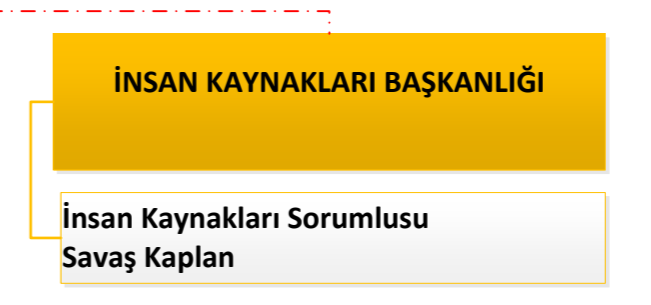 İNSAN KAYNAKLARI BAŞKANLIĞI
İnsan Kaynakları Sorumlusu
Savaş Kaplan